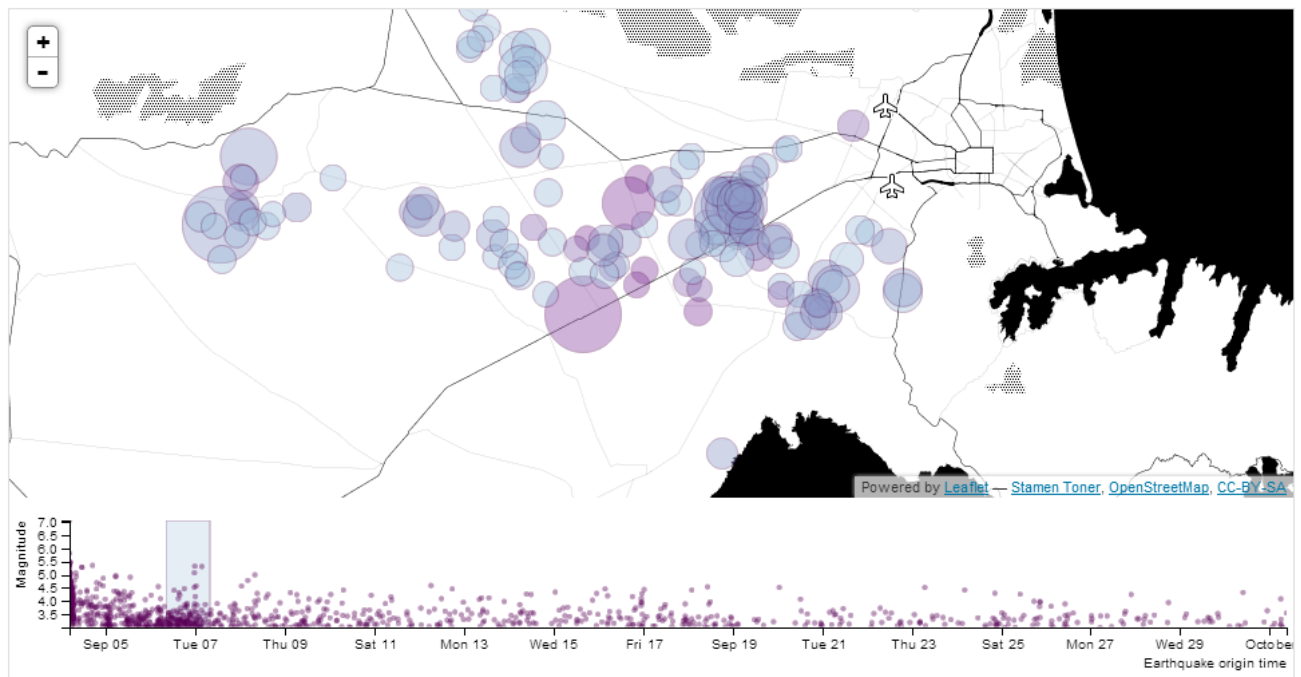 +
-
Powered by Leaflet — Stamen Toner, OpenStreetMap, CC-BY-SA
Magnitude
7.0
6.5
6.0
5.5
5.0
4.5
4.0
3.5
Sep 05 Tue 07 Thu 09 Sat 11 Mon 13 Wed 15 Fri 17 Sep 19 Tue 21 Thu 23 Sat 25 Mon 27 Wed 29 Octobe
Earthquake origin time